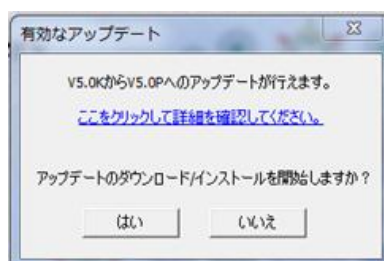 有効なアップデート
V5.0KからV5.0Pへのアップデートが行えます。
ここをクリックして詳細を確認してください。
アップデートのダウンロード/インストールを開始しますか?
はい
いいえ